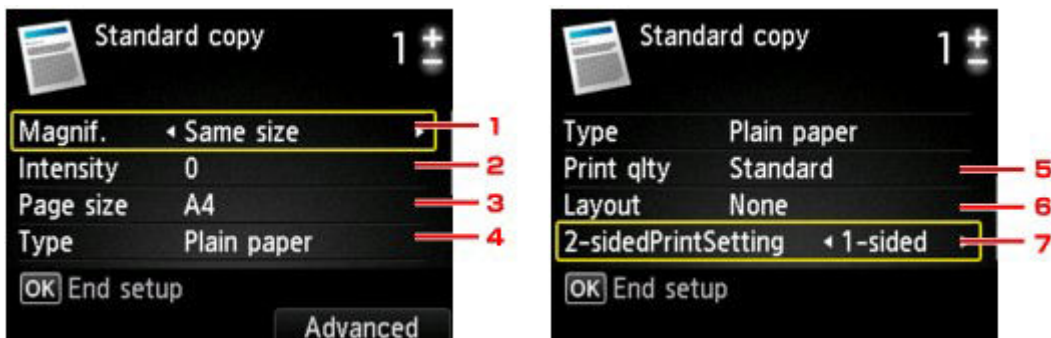 Standard copy
1 + -
Magnif. Same size 1
Intensity 0 2
Page size A4 3
Type Plain paper 4
OK End setup
Advanced
Standard copy
1 + -
Type Plain paper
Print qlty Standard 5
Layout None 6
2-sidedPrintSetting 1-sided 7
OK End setup